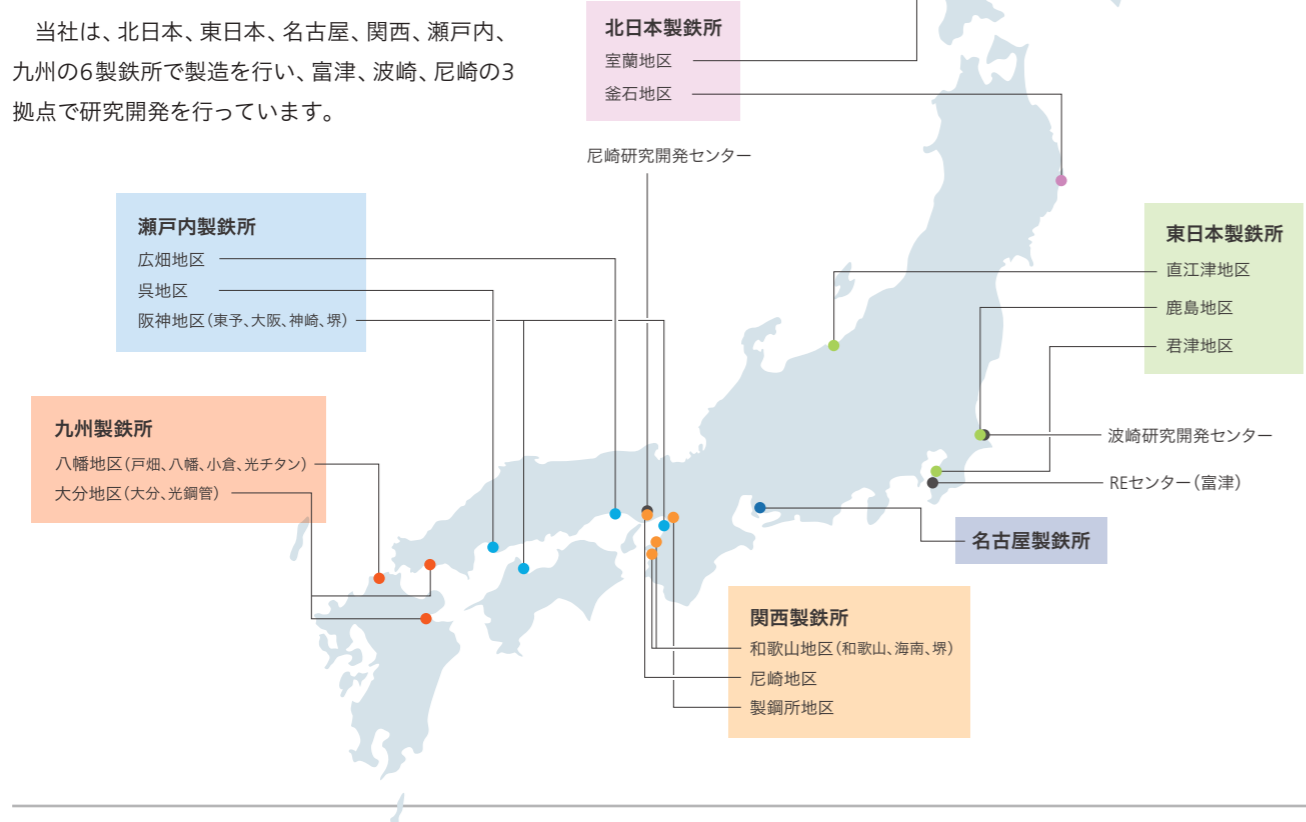 当社は、北日本、東日本、名古屋、関西、瀬戸内、
九州の6製鉄所で製造を行い、富津、波崎、尼崎の3
拠点で研究開発を行っています。
北日本製鉄所
室蘭地区
釜石地区
尼崎研究開発センター
瀬戸内製鉄所
広畑地区
呉地区
阪神地区（東予、大阪、神崎、堺）
東日本製鉄所
直江津地区
鹿島地区
君津地区
九州製鉄所
八幡地区（戸畑、八幡、小倉、光チタン）
大分地区（大分、光鋼管）
波崎研究開発センター
REセンター（富津）
名古屋製鉄所
関西製鉄所
和歌山地区（和歌山、海南、堺）
尼崎地区
製鋼所地区